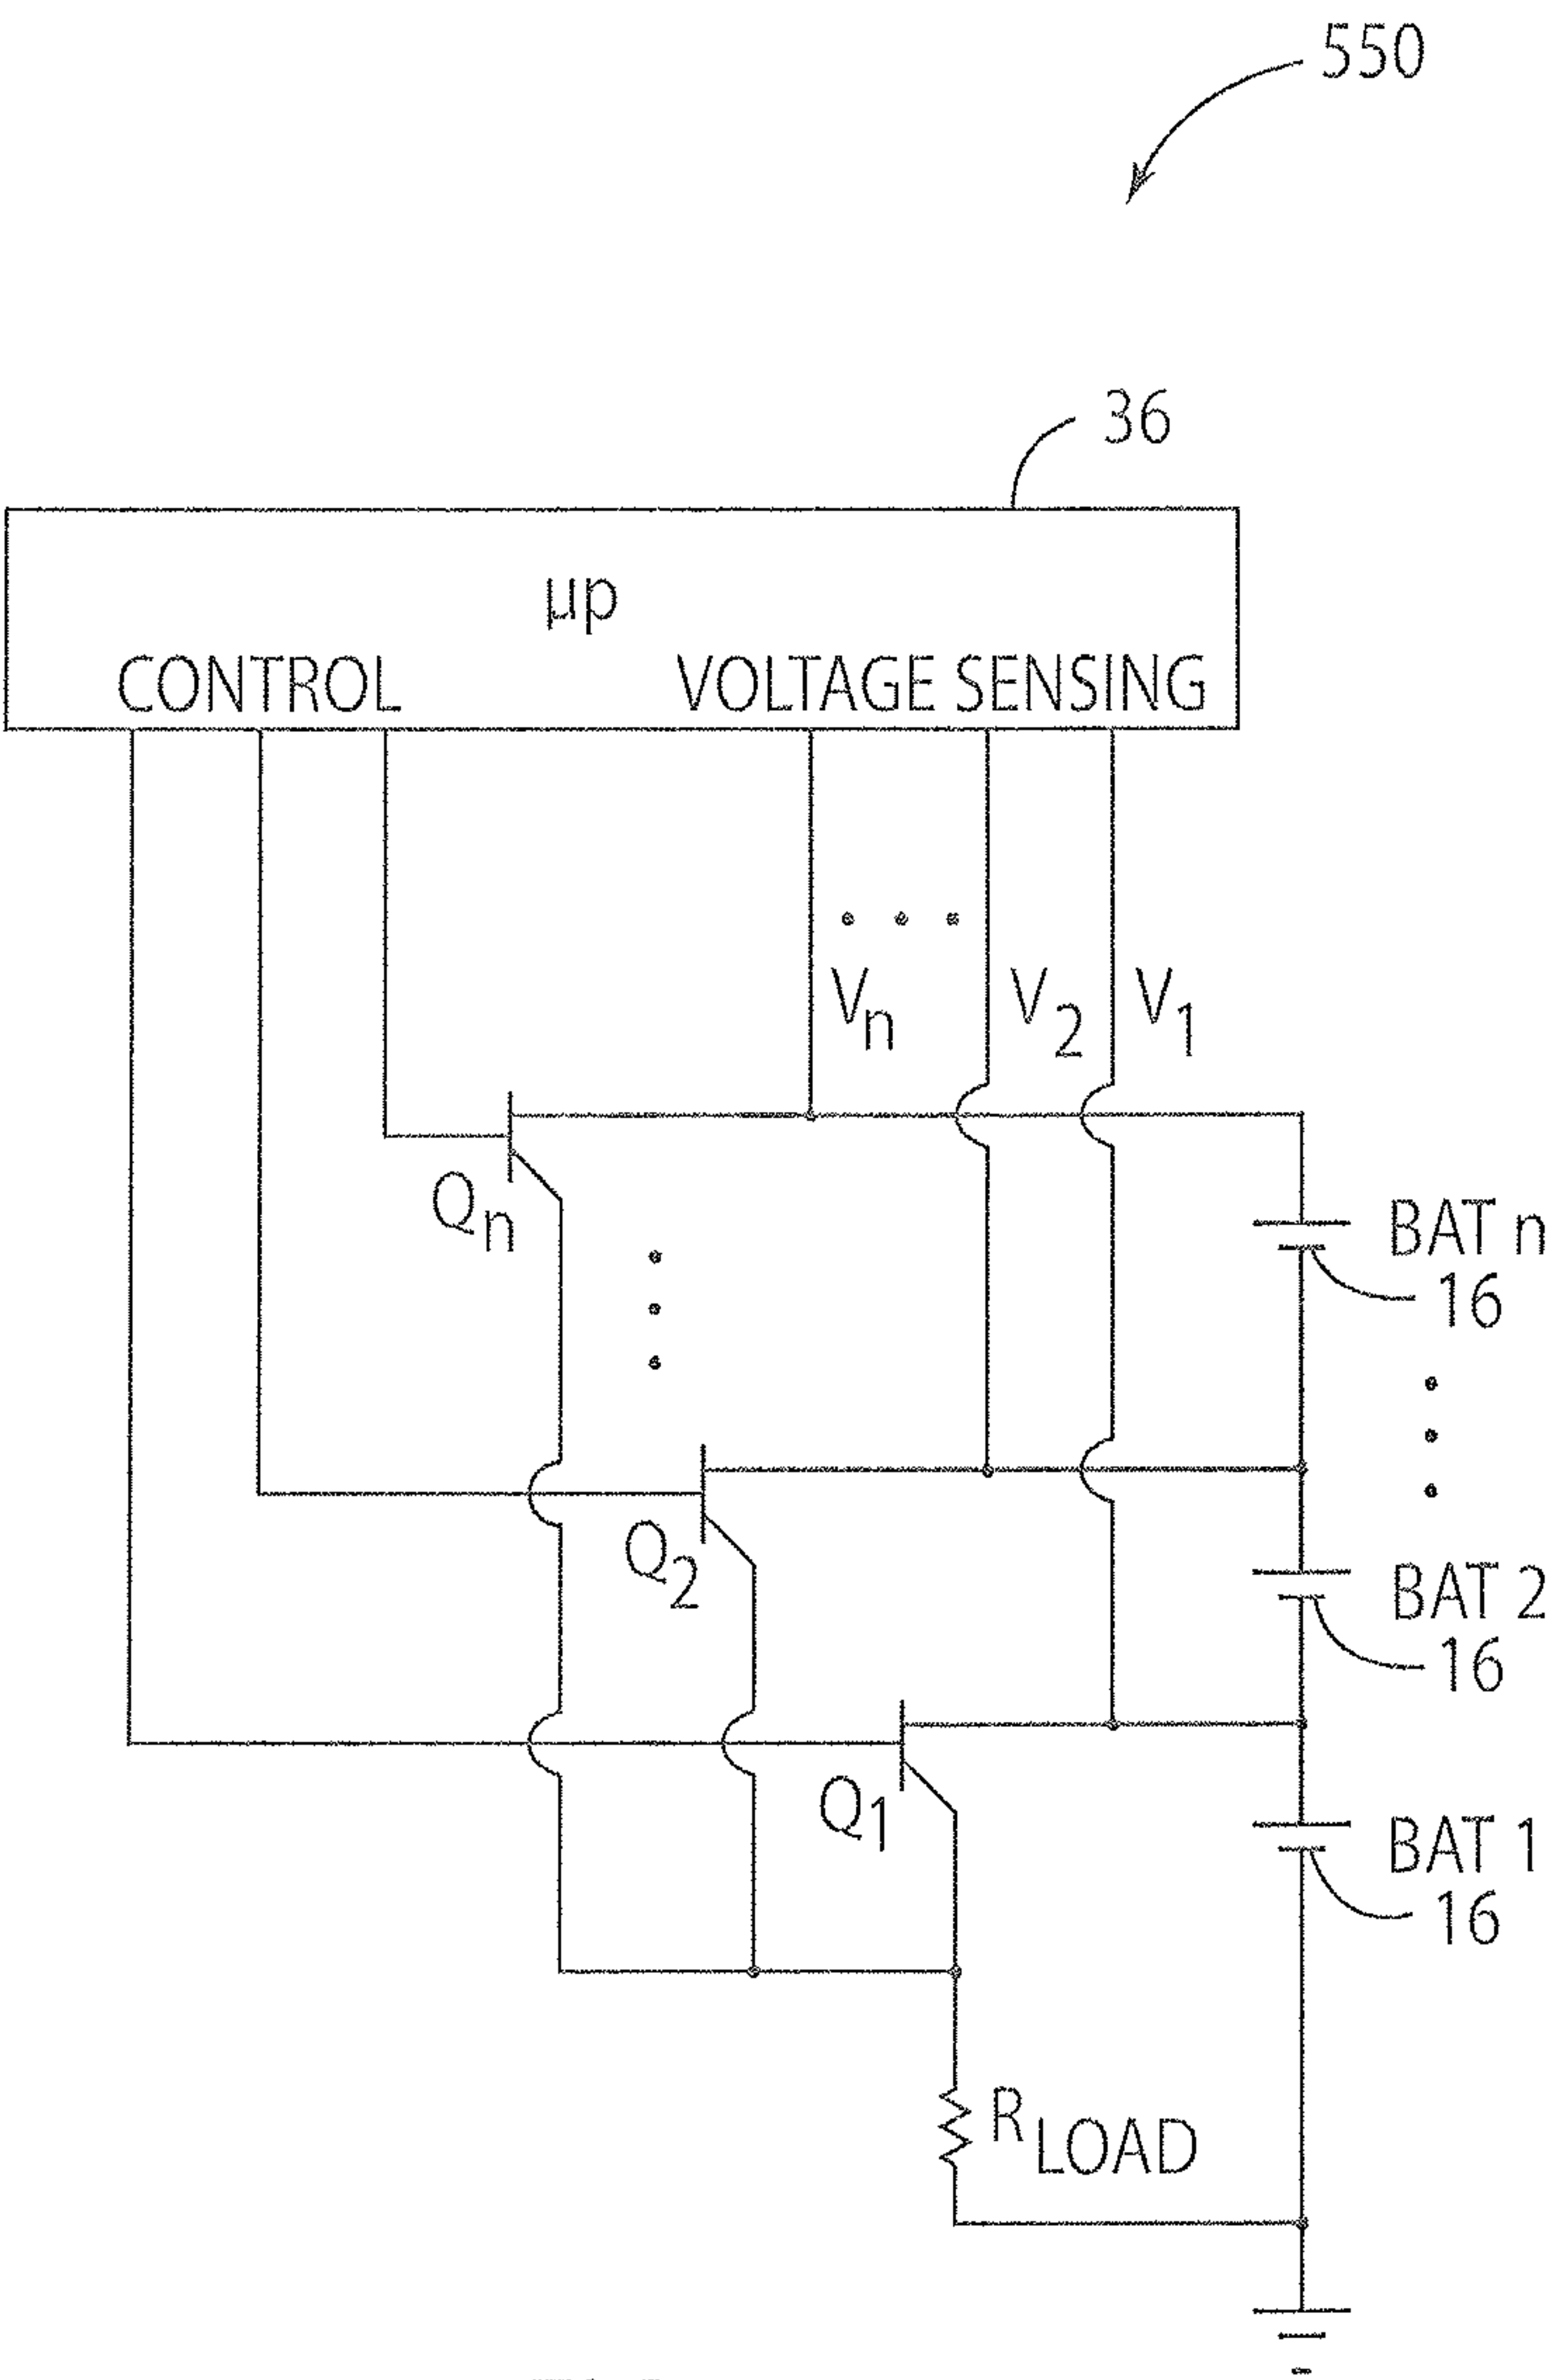 550
36
µp
CONTROL
VOLTAGE SENSING
Vn
V2
V1
Qn
BAT n
16
Q2
BAT 2
16
Q1
BAT 1
16
RLOAD